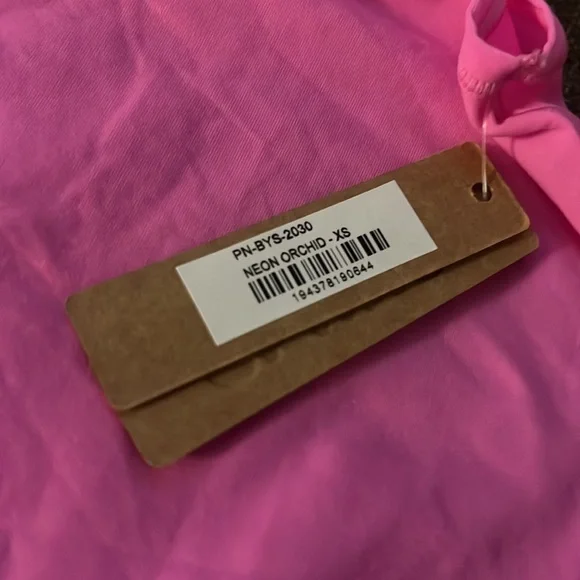 PN-BYS-2030
NEON ORCHID - XS
194378190644